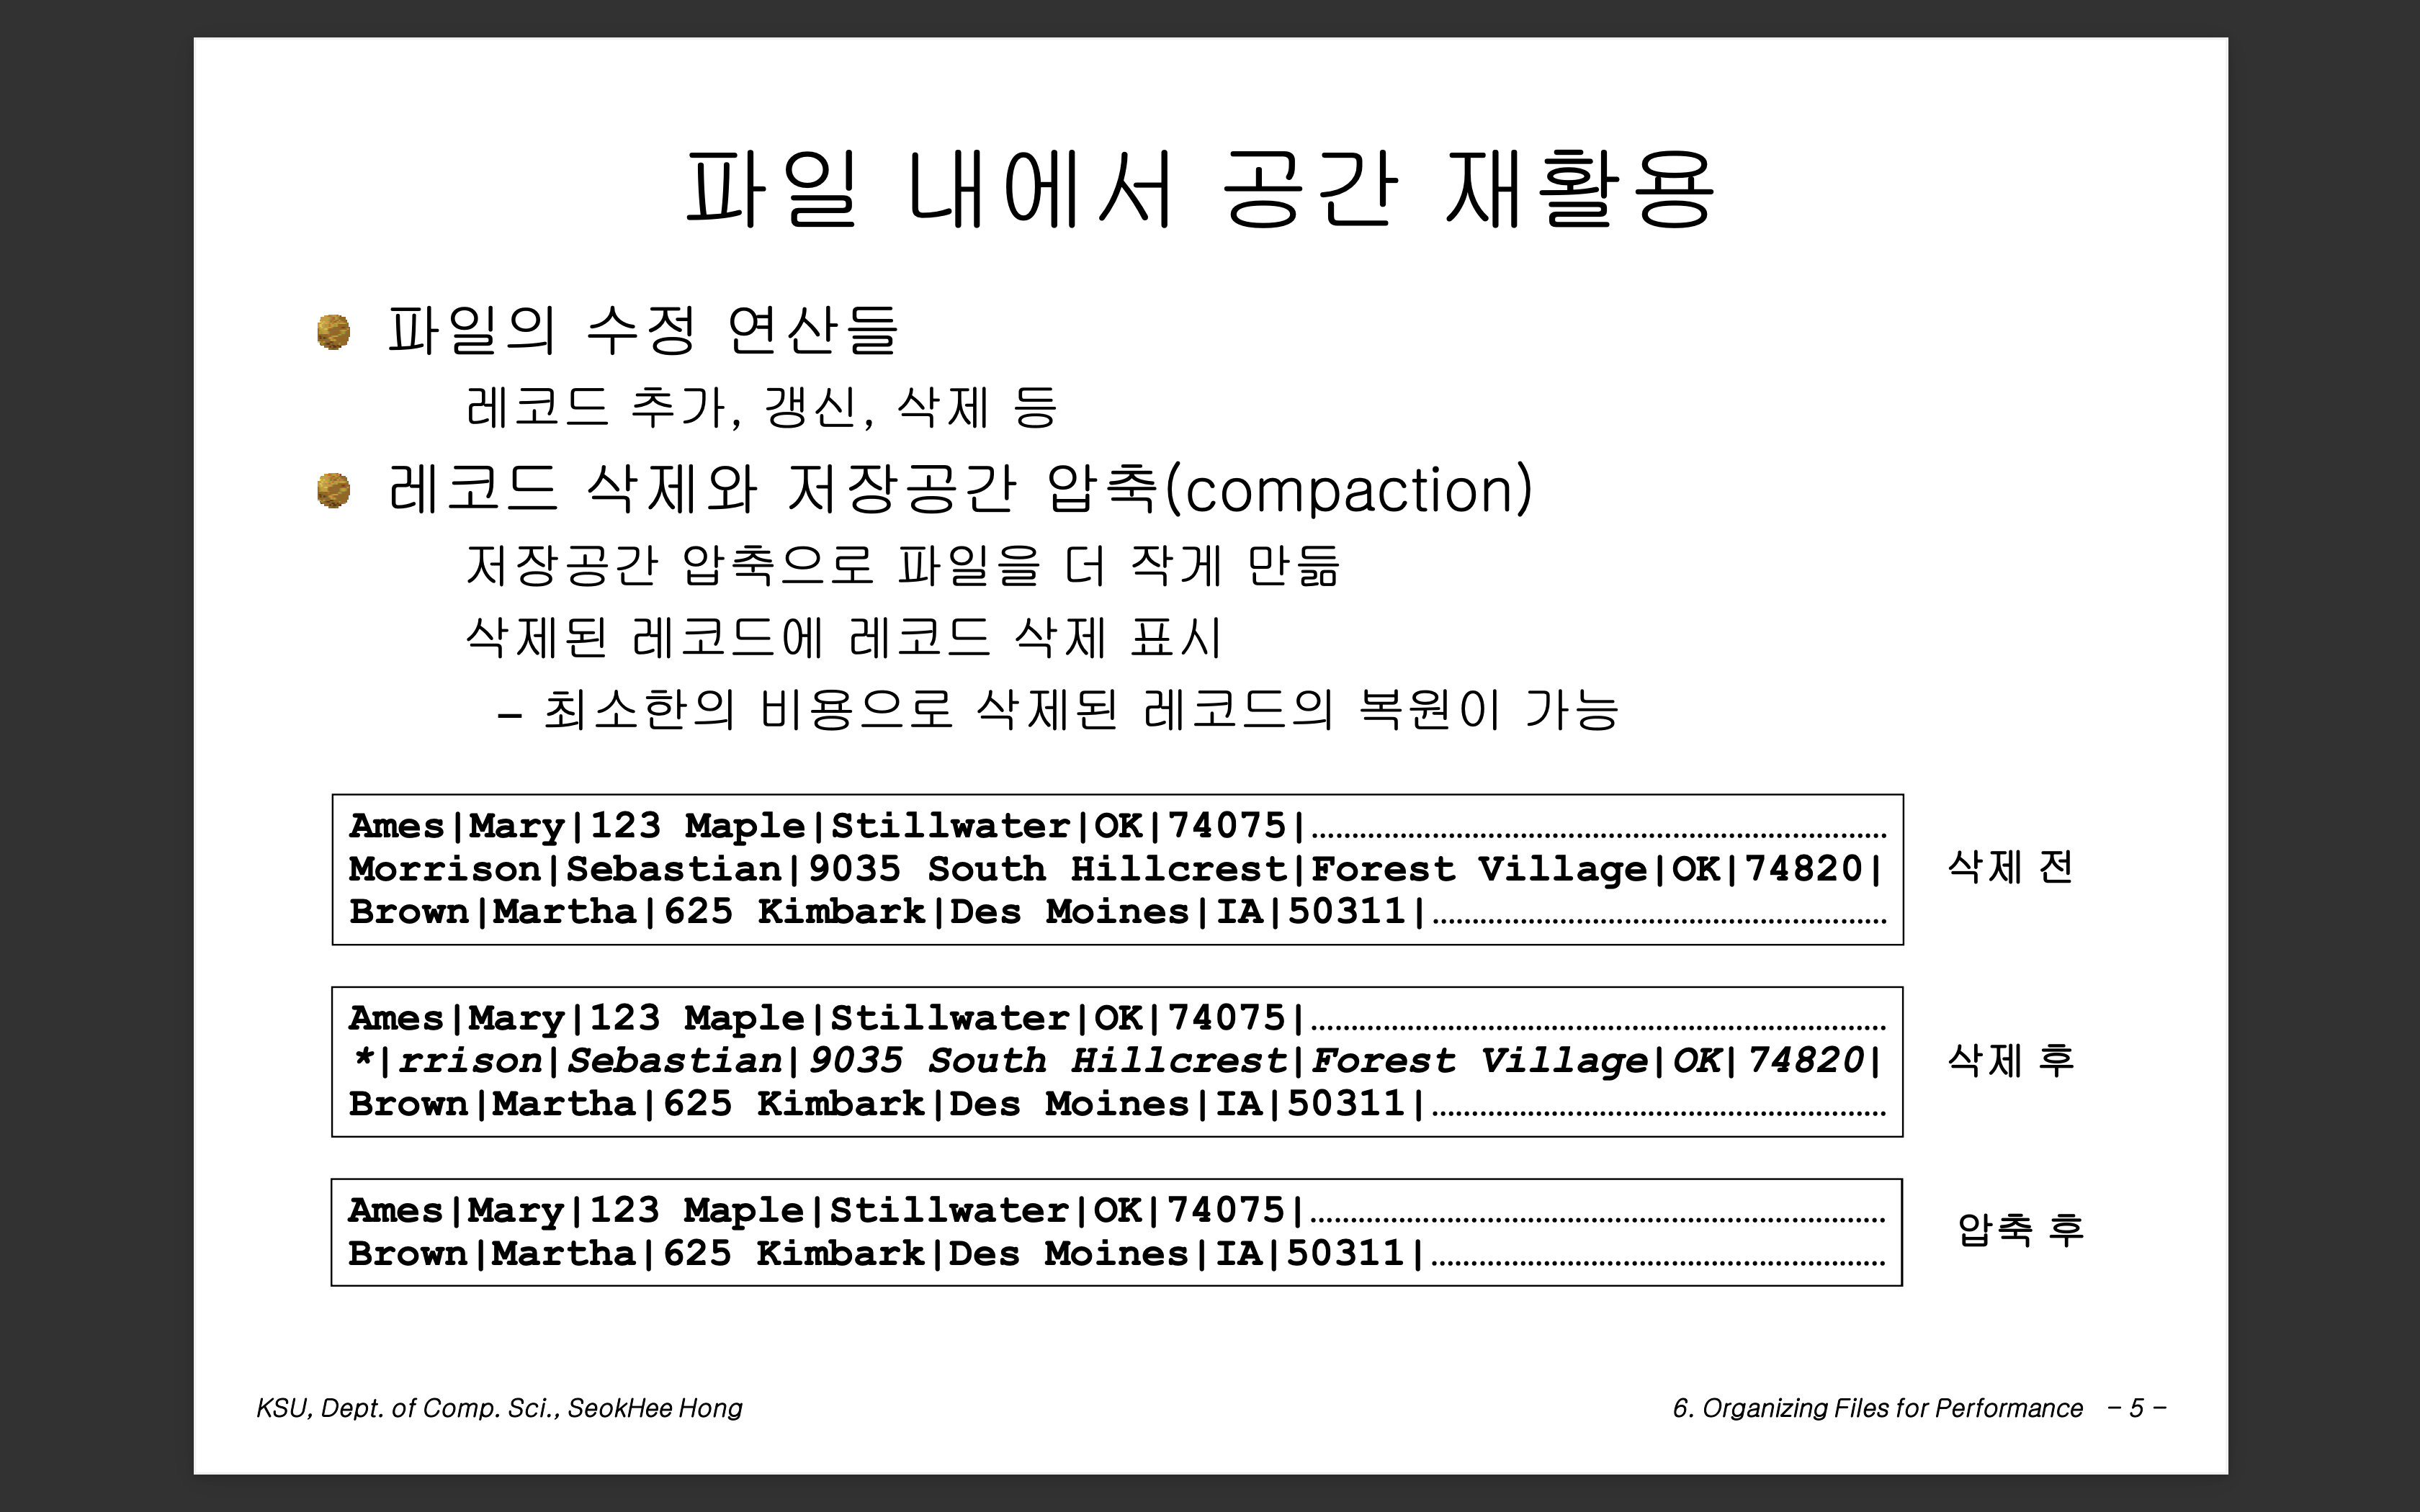 파일 내에서 공간 재활용
파일의 수정 연산들
레코드 추가, 갱신, 삭제 등
레코드 삭제와 저장공간 압축(compaction)
저장공간 압축으로 파일을 더 작게 만듦
삭제된 레코드에 레코드 삭제 표시
– 최소한의 비용으로 삭제된 레코드의 복원이 가능
Ames|Mary|123 Maple|Stillwater|OK|74075|................................................................
Morrison|Sebastian|9035 South Hillcrest|Forest Village|OK|74820|
삭제 전
Brown|Martha|625 Kimbark|Des Moines|IA|50311|..................................................
Ames|Mary|123 Maple|Stillwater|OK|74075|................................................................
*|rrison|Sebastian|9035 South Hillcrest|Forest Village|OK|74820|
삭제 후
Brown|Martha|625 Kimbark|Des Moines|IA|50311|..................................................
Ames|Mary|123 Maple|Stillwater|OK|74075|................................................................
압축 후
Brown|Martha|625 Kimbark|Des Moines|IA|50311|..................................................
KSU, Dept. of Comp. Sci., SeokHee Hong
6. Organizing Files for Performance – 5 –